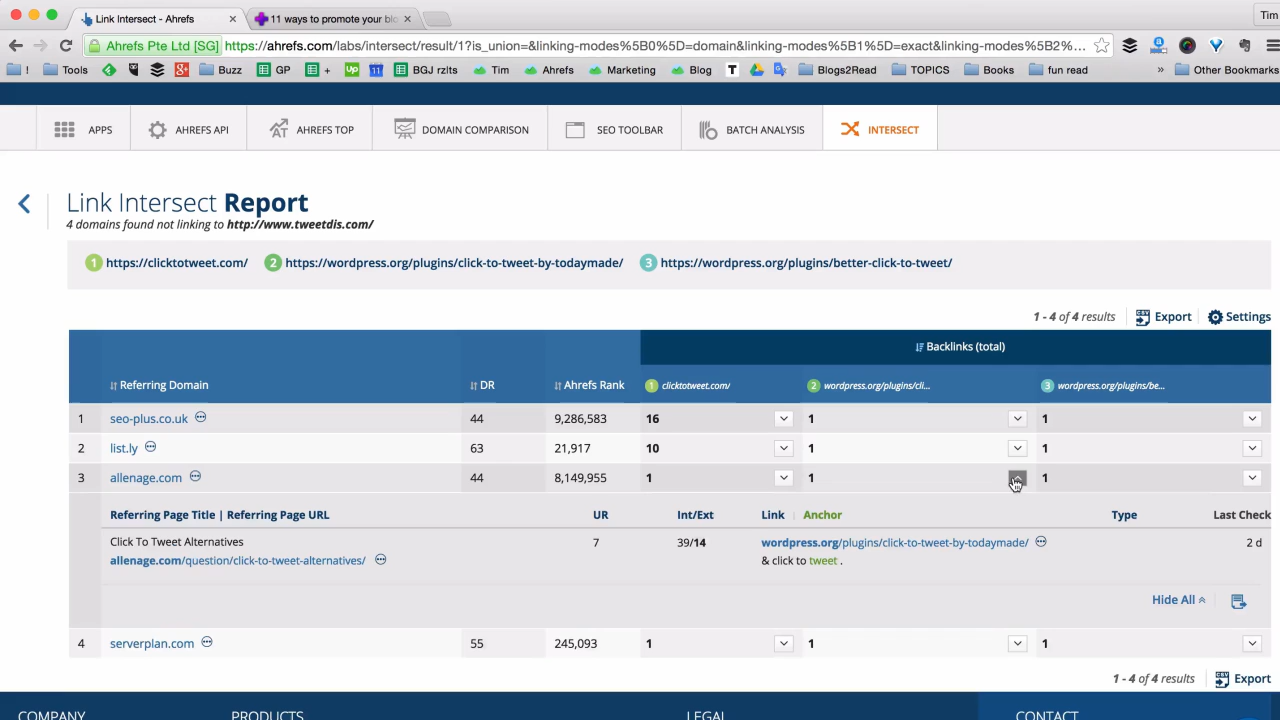 Link Intersect - Ahrefs ×
11 ways to promote your blo ×
Tim
Ahrefs Pte Ltd [SG] https://ahrefs.com/labs/intersect/result/1?is_union=&linking-modes%5B0%5D=domain&linking-modes%5B1%5D=exact&linking-modes%5B2%...
! Tools Buzz GP + up 11 BGJ rzlts Tim Ahrefs Marketing Blog T Blogs2Read TOPICS Books fun read » Other Bookmarks
APPS AHREFS API AHREFS TOP DOMAIN COMPARISON SEO TOOLBAR BATCH ANALYSIS INTERSECT
Link Intersect Report
4 domains found not linking to http://www.tweetdis.com/
1 https://clicktotweet.com/ 2 https://wordpress.org/plugins/click-to-tweet-by-todaymade/ 3 https://wordpress.org/plugins/better-click-to-tweet/
1 - 4 of 4 results Export Settings
Backlinks (total)
Referring Domain DR Ahrefs Rank 1 clicktotweet.com/ 2 wordpress.org/plugins/cli... 3 wordpress.org/plugins/be...
1 seo-plus.co.uk 44 9,286,583 16 1 1
2 list.ly 63 21,917 10 1 1
3 allenage.com 44 8,149,955 1 1 1
Referring Page Title | Referring Page URL UR Int/Ext Link Anchor Type Last Check
Click To Tweet Alternatives 7 39/14 wordpress.org/plugins/click-to-tweet-by-todaymade/ 2 d
allenage.com/question/click-to-tweet-alternatives/ & click to tweet .
Hide All
4 serverplan.com 55 245,093 1 1 1
1 - 4 of 4 results Export
COMPANY PRODUCTS LEGAL CONTACT